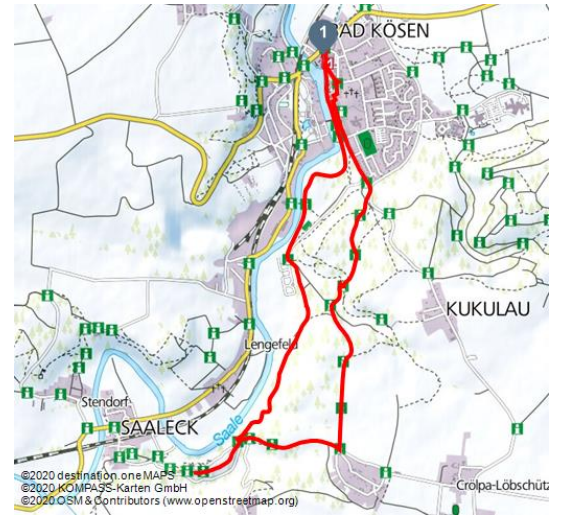 1
BAD KÖSEN
KUKULAU
Lengefeld
Stendorf
SAALECK
Saale
Crölpa-Löbschütz
©2020 destination.one MAPS
©2020 KOMPASS-Karten GmbH
©2020 OSM & Contributors (www.openstreetmap.org)